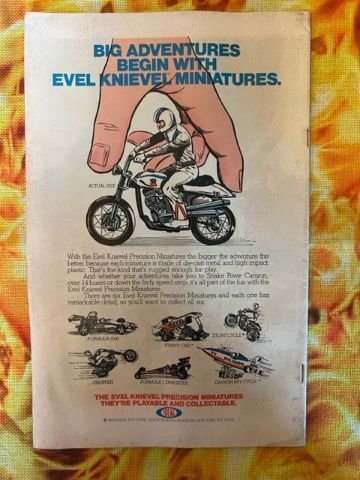 BIG ADVENTURES
BEGIN WITH
EVEL KNIEVEL MINIATURES.
ACTUAL SIZE
With the Evel Knievel Precision Miniatures the bigger the adventure the
better, because each miniature is made of die-cast metal and high impact
plastic. That's the kind that's rugged enough for play.
And whether your adventures take you to Snake River Canyon,
over 14 buses or down the Indy speed strip, it's all part of the fun with the
Evel Knievel Precision Miniatures.
There are six Evel Knievel Precision Miniatures and each one has
remarkable detail, so you'll want to collect all six.
FORMULA 5000
FUNNY CAR
STUNT CYCLE
CHOPPER
FORMULA 1 DRAGSTER
CANYON SKY CYCLE
THE EVEL KNIEVEL PRECISION MINIATURES
THEY'RE PLAYABLE AND COLLECTABLE.
IDEAL
NEW YORK, N.Y.